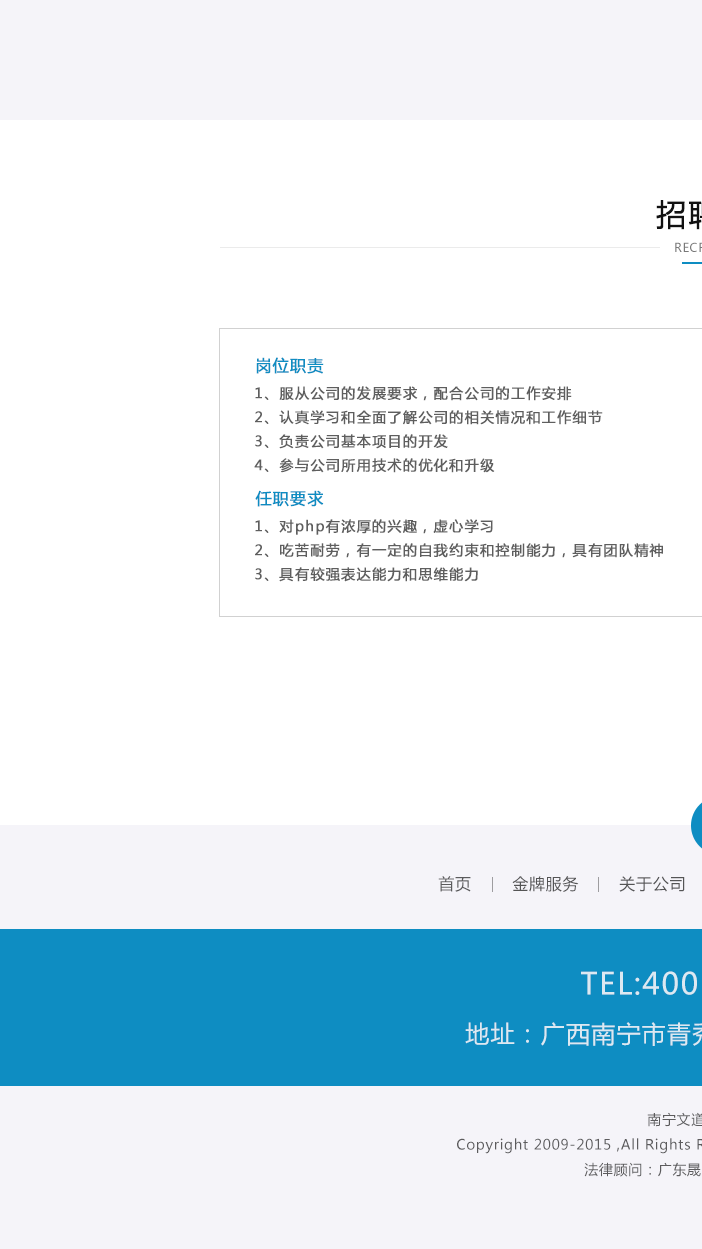 招聘
RECR
岗位职责
1、服从公司的发展要求，配合公司的工作安排
2、认真学习和全面了解公司的相关情况和工作细节
3、负责公司基本项目的开发
4、参与公司所用技术的优化和升级
任职要求
1、对php有浓厚的兴趣，虚心学习
2、吃苦耐劳，有一定的自我约束和控制能力，具有团队精神
3、具有较强表达能力和思维能力
首页 | 金牌服务 | 关于公司
TEL:400
地址：广西南宁市青秀
南宁文道
Copyright 2009-2015 ,All Rights R
法律顾问：广东晟